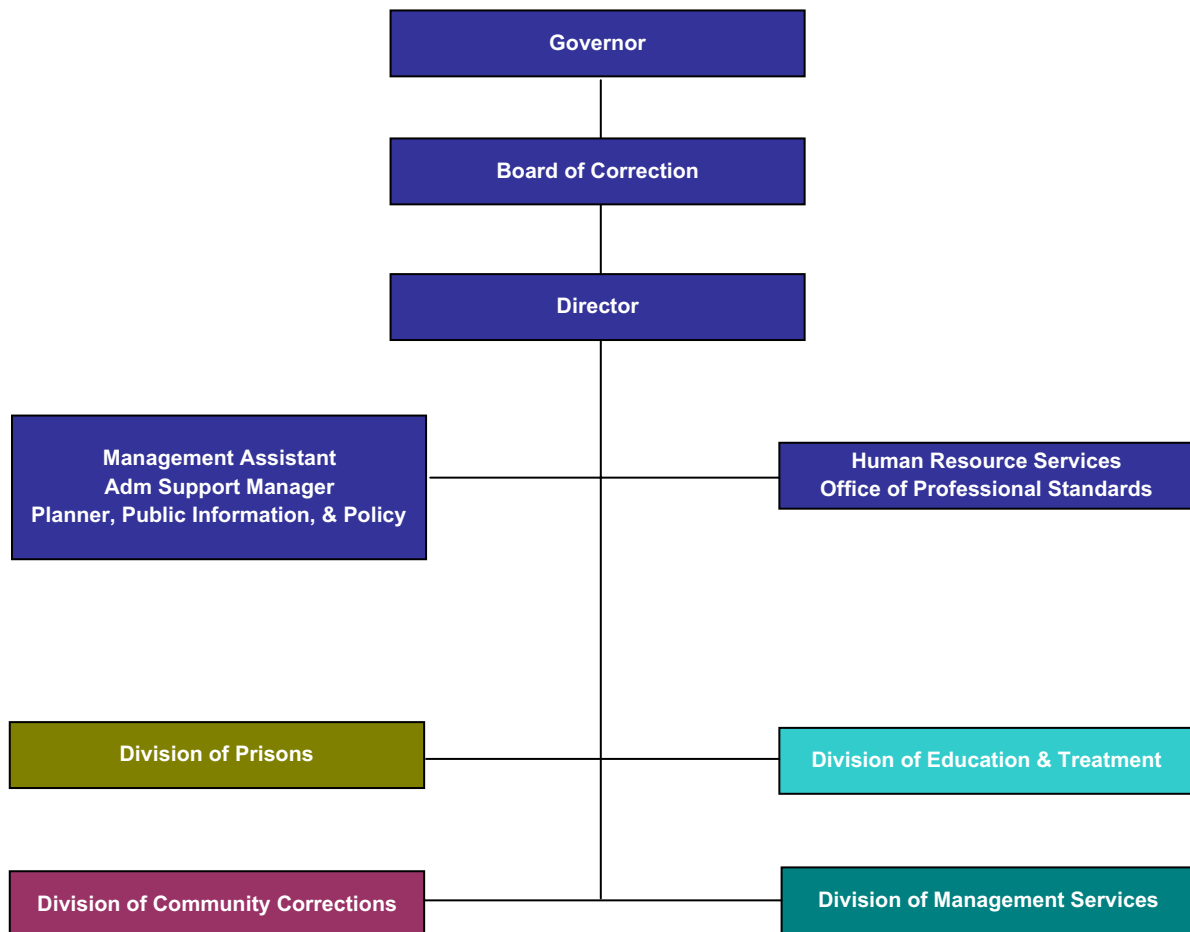 Governor
Board of Correction
Director
Management Assistant
Adm Support Manager
Planner, Public Information, & Policy
Human Resource Services
Office of Professional Standards
Division of Prisons
Division of Education & Treatment
Division of Community Corrections
Division of Management Services